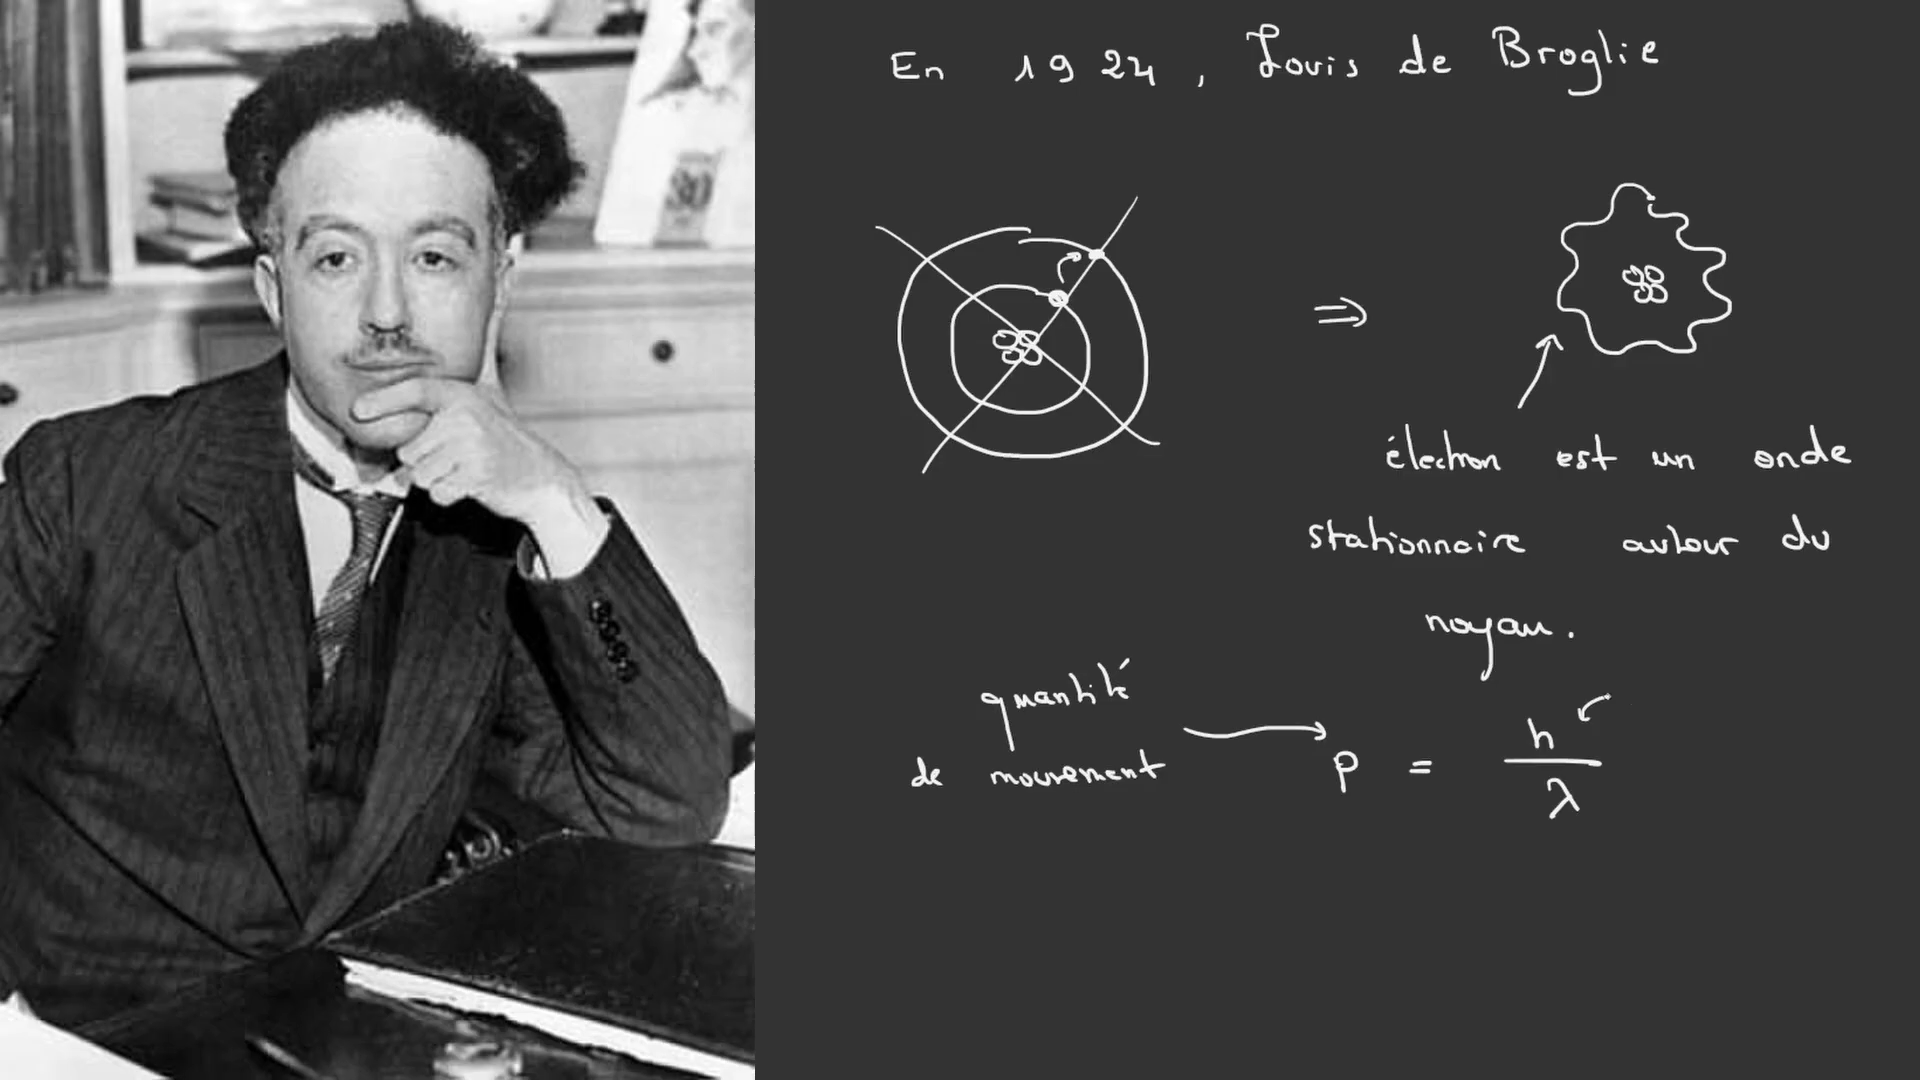 En 1924, Louis de Broglie
⇒
électron est un onde
stationnaire autour du
noyau.
quantité
de mouvement
p = h/λ